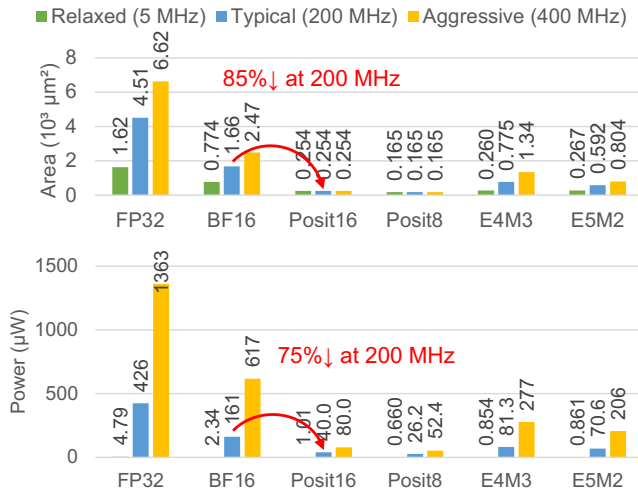 Relaxed (5 MHz) Typical (200 MHz) Aggressive (400 MHz)
Area (10³ µm²)
8
6
4
2
0
1.62 4.51 6.62
0.774 1.66 2.47
0.254 0.254 0.254
0.165 0.165 0.165
0.260 0.775 1.34
0.267 0.592 0.804
85%↓ at 200 MHz
FP32 BF16 Posit16 Posit8 E4M3 E5M2
Power (µW)
1500
1000
500
0
4.79 426 1363
2.34 161 617
1.01 40.0 80.0
0.660 26.2 52.4
0.854 81.3 277
0.861 70.6 206
75%↓ at 200 MHz
FP32 BF16 Posit16 Posit8 E4M3 E5M2